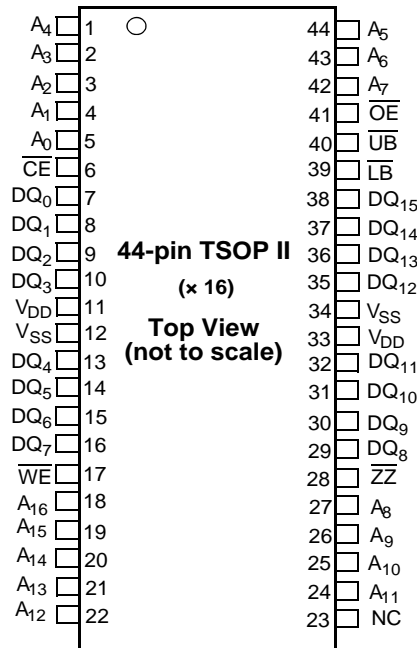 A4 1 44 A5
A3 2 43 A6
A2 3 42 A7
A1 4 41 OE
A0 5 40 UB
CE 6 39 LB
DQ0 7 38 DQ15
DQ1 8 37 DQ14
DQ2 9 36 DQ13
DQ3 10 35 DQ12
VDD 11 34 VSS
VSS 12 33 VDD
DQ4 13 32 DQ11
DQ5 14 31 DQ10
DQ6 15 30 DQ9
DQ7 16 29 DQ8
WE 17 28 ZZ
A16 18 27 A8
A15 19 26 A9
A14 20 25 A10
A13 21 24 A11
A12 22 23 NC
44-pin TSOP II
(× 16)
Top View
(not to scale)